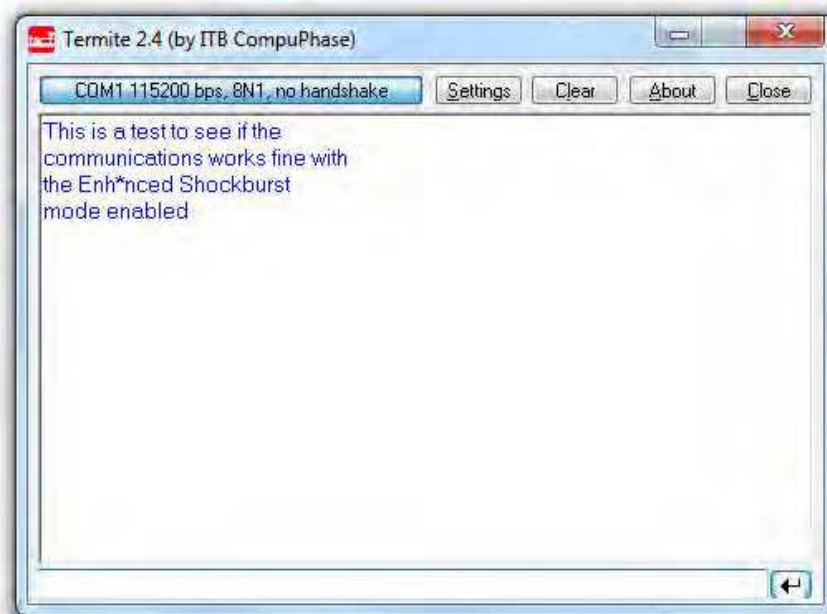 Termite 2.4 (by ITB CompuPhase)
COM1 115200 bps, 8N1, no handshake Settings Clear About Close
This is a test to see if the
communications works fine with
the Enh*nced Shockburst
mode enabled